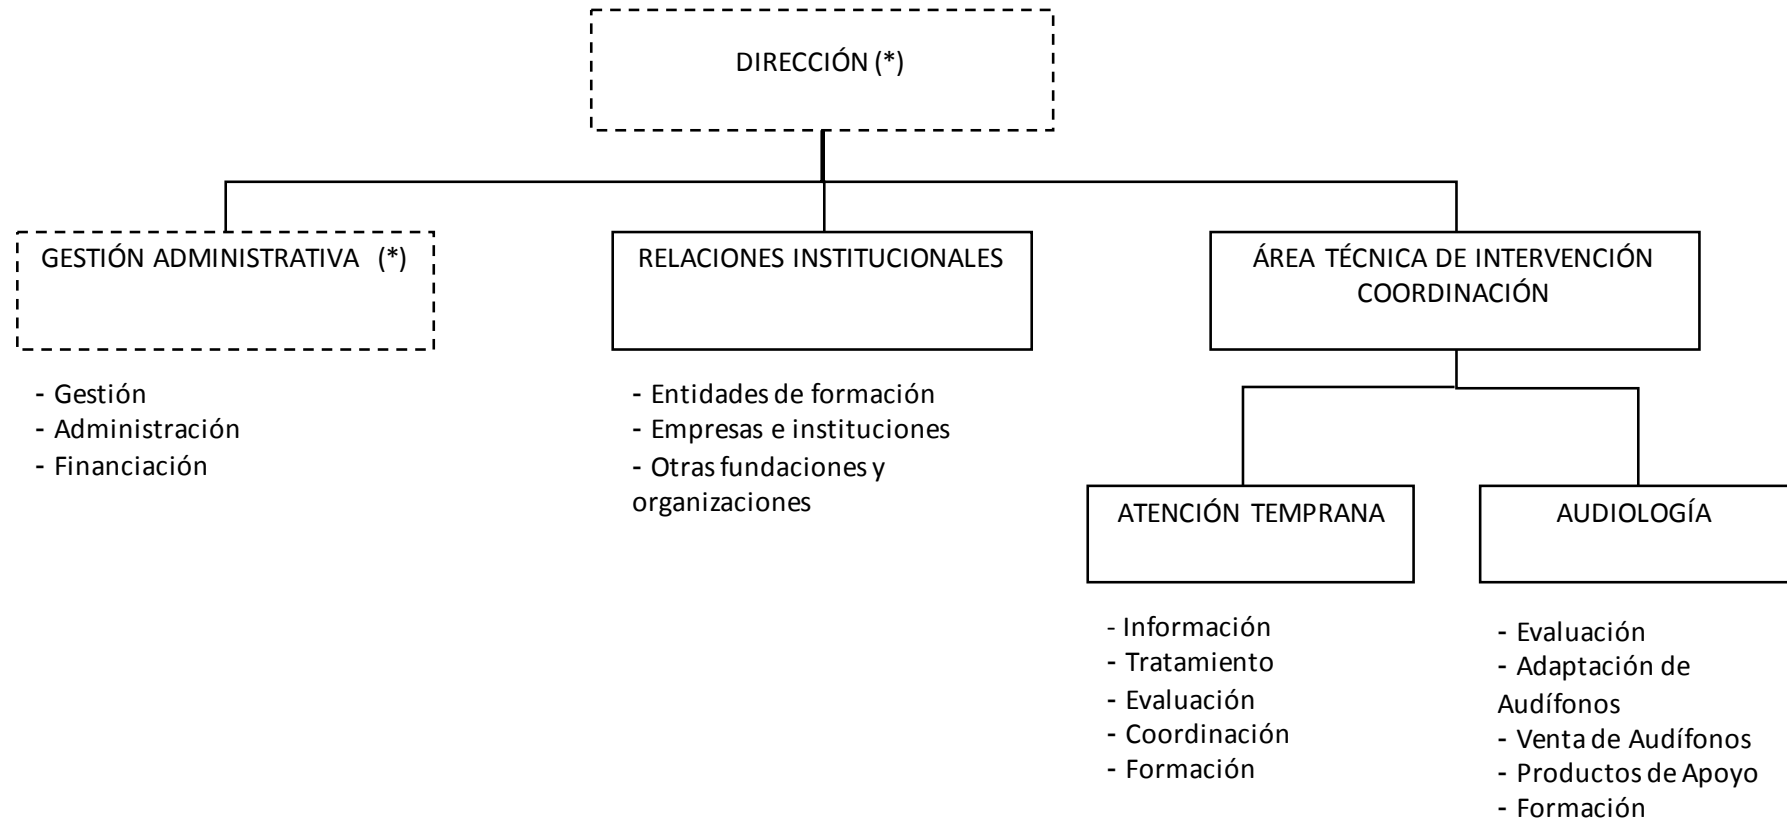 DIRECCIÓN (*)
GESTIÓN ADMINISTRATIVA (*)
RELACIONES INSTITUCIONALES
ÁREA TÉCNICA DE INTERVENCIÓN
COORDINACIÓN
- Gestión
- Administración
- Financiación
- Entidades de formación
- Empresas e instituciones
- Otras fundaciones y
organizaciones
ATENCIÓN TEMPRANA
AUDIOLOGÍA
- Información
- Tratamiento
- Evaluación
- Coordinación
- Formación
- Evaluación
- Adaptación de
Audífonos
- Venta de Audífonos
- Productos de Apoyo
- Formación